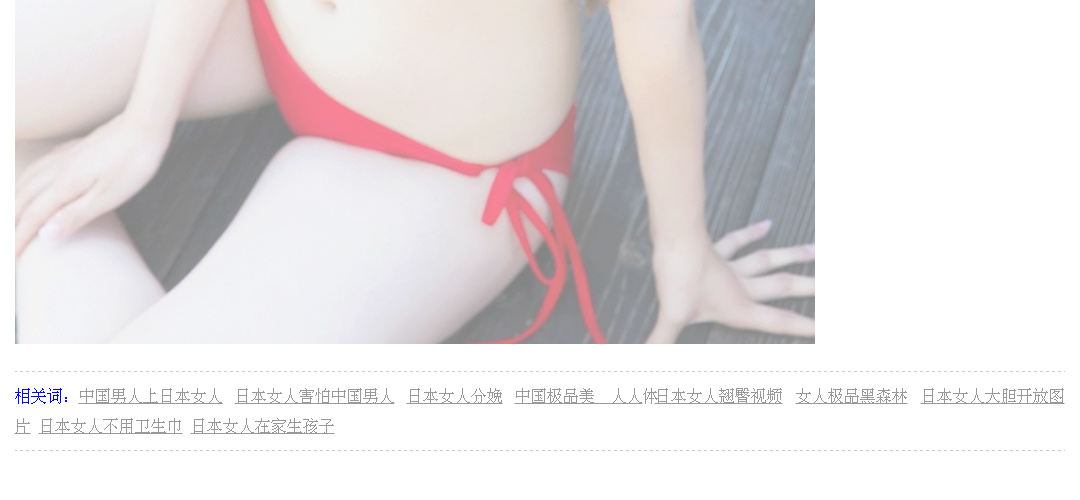 相关词：中国男人上日本女人 日本女人害怕中国男人 日本女人分娩 中国极品美 人人体日本女人翘臀视频 女人极品黑森林 日本女人大胆开放图
片 日本女人不用卫生巾 日本女人在家生孩子